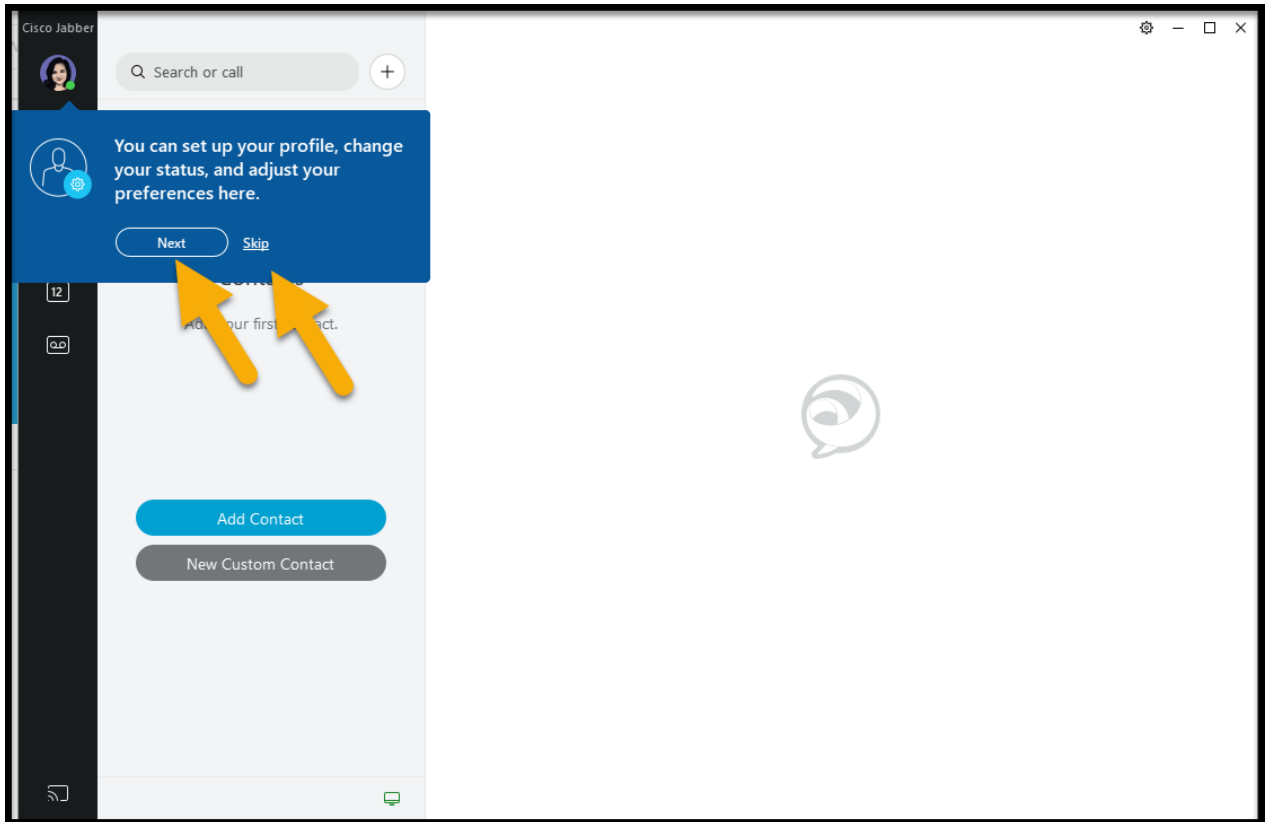 Cisco Jabber
Search or call
You can set up your profile, change
your status, and adjust your
preferences here.
Next
Skip
12
Add Contact
New Custom Contact